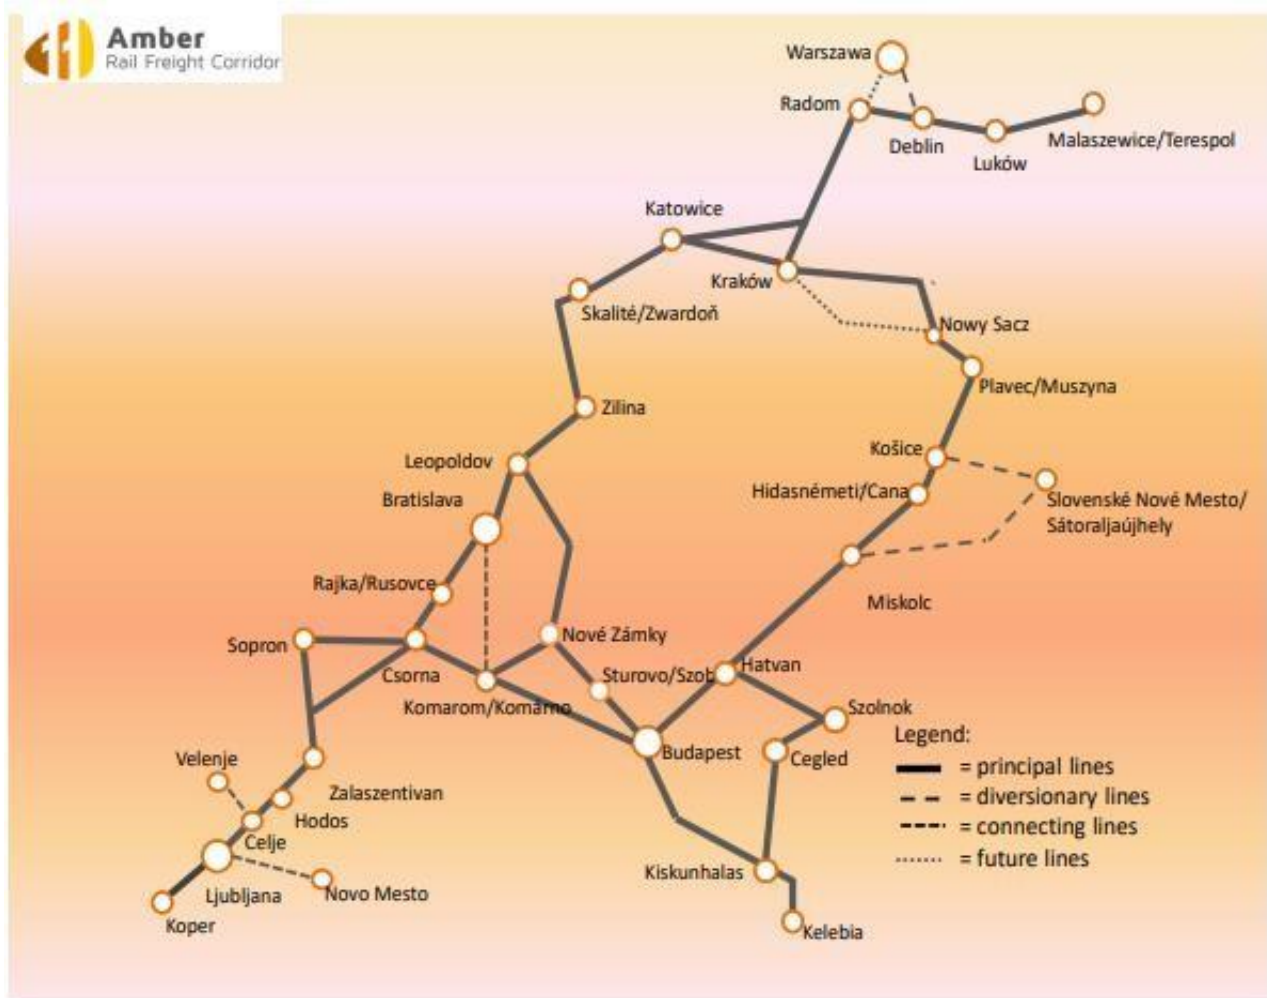 Amber
Rail Freight Corridor
Warszawa
Radom
Deblin
Luków
Malaszewice/Terespol
Katowice
Kraków
Skalité/Zwardoň
Nowy Sacz
Plavec/Muszyna
Zilina
Leopoldov
Košice
Bratislava
Hidasnémeti/Cana
Slovenské Nové Mesto/
Sátoraljaújhely
Rajka/Rusovce
Miskolc
Sopron
Nové Zámky
Csorna
Sturovo/Szob
Hatvan
Komarom/Komárno
Szolnok
Legend:
Velenje
Budapest
Cegled
= principal lines
Zalaszentivan
= diversionary lines
Hodos
= connecting lines
Celje
= future lines
Kiskunhalas
Ljubljana
Novo Mesto
Koper
Kelebia